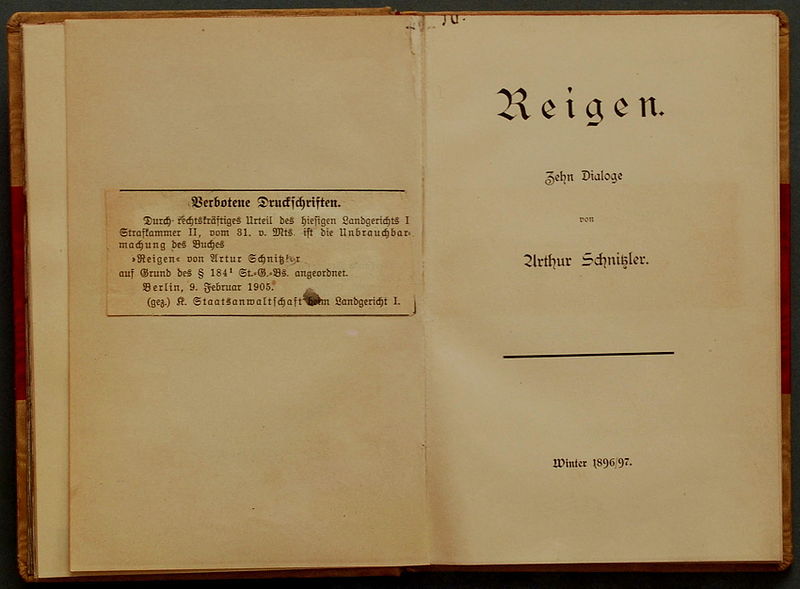 Verbotene Druckschriften.
Durch rechtskräftiges Urteil des hiesigen Landgerichts I
Strafkammer II, vom 31. v. Mts. ist die Unbrauchbar-
machung des Buches
»Reigen« von Artur Schnitzler
auf Grund des § 184¹ St.-G.-Bs. angeordnet.
Berlin, 9. Februar 1905.
(gez.) K. Staatsanwaltschaft beim Landgericht I.
Reigen.
Zehn Dialoge
von
Arthur Schnitzler.
Winter 1896/97.